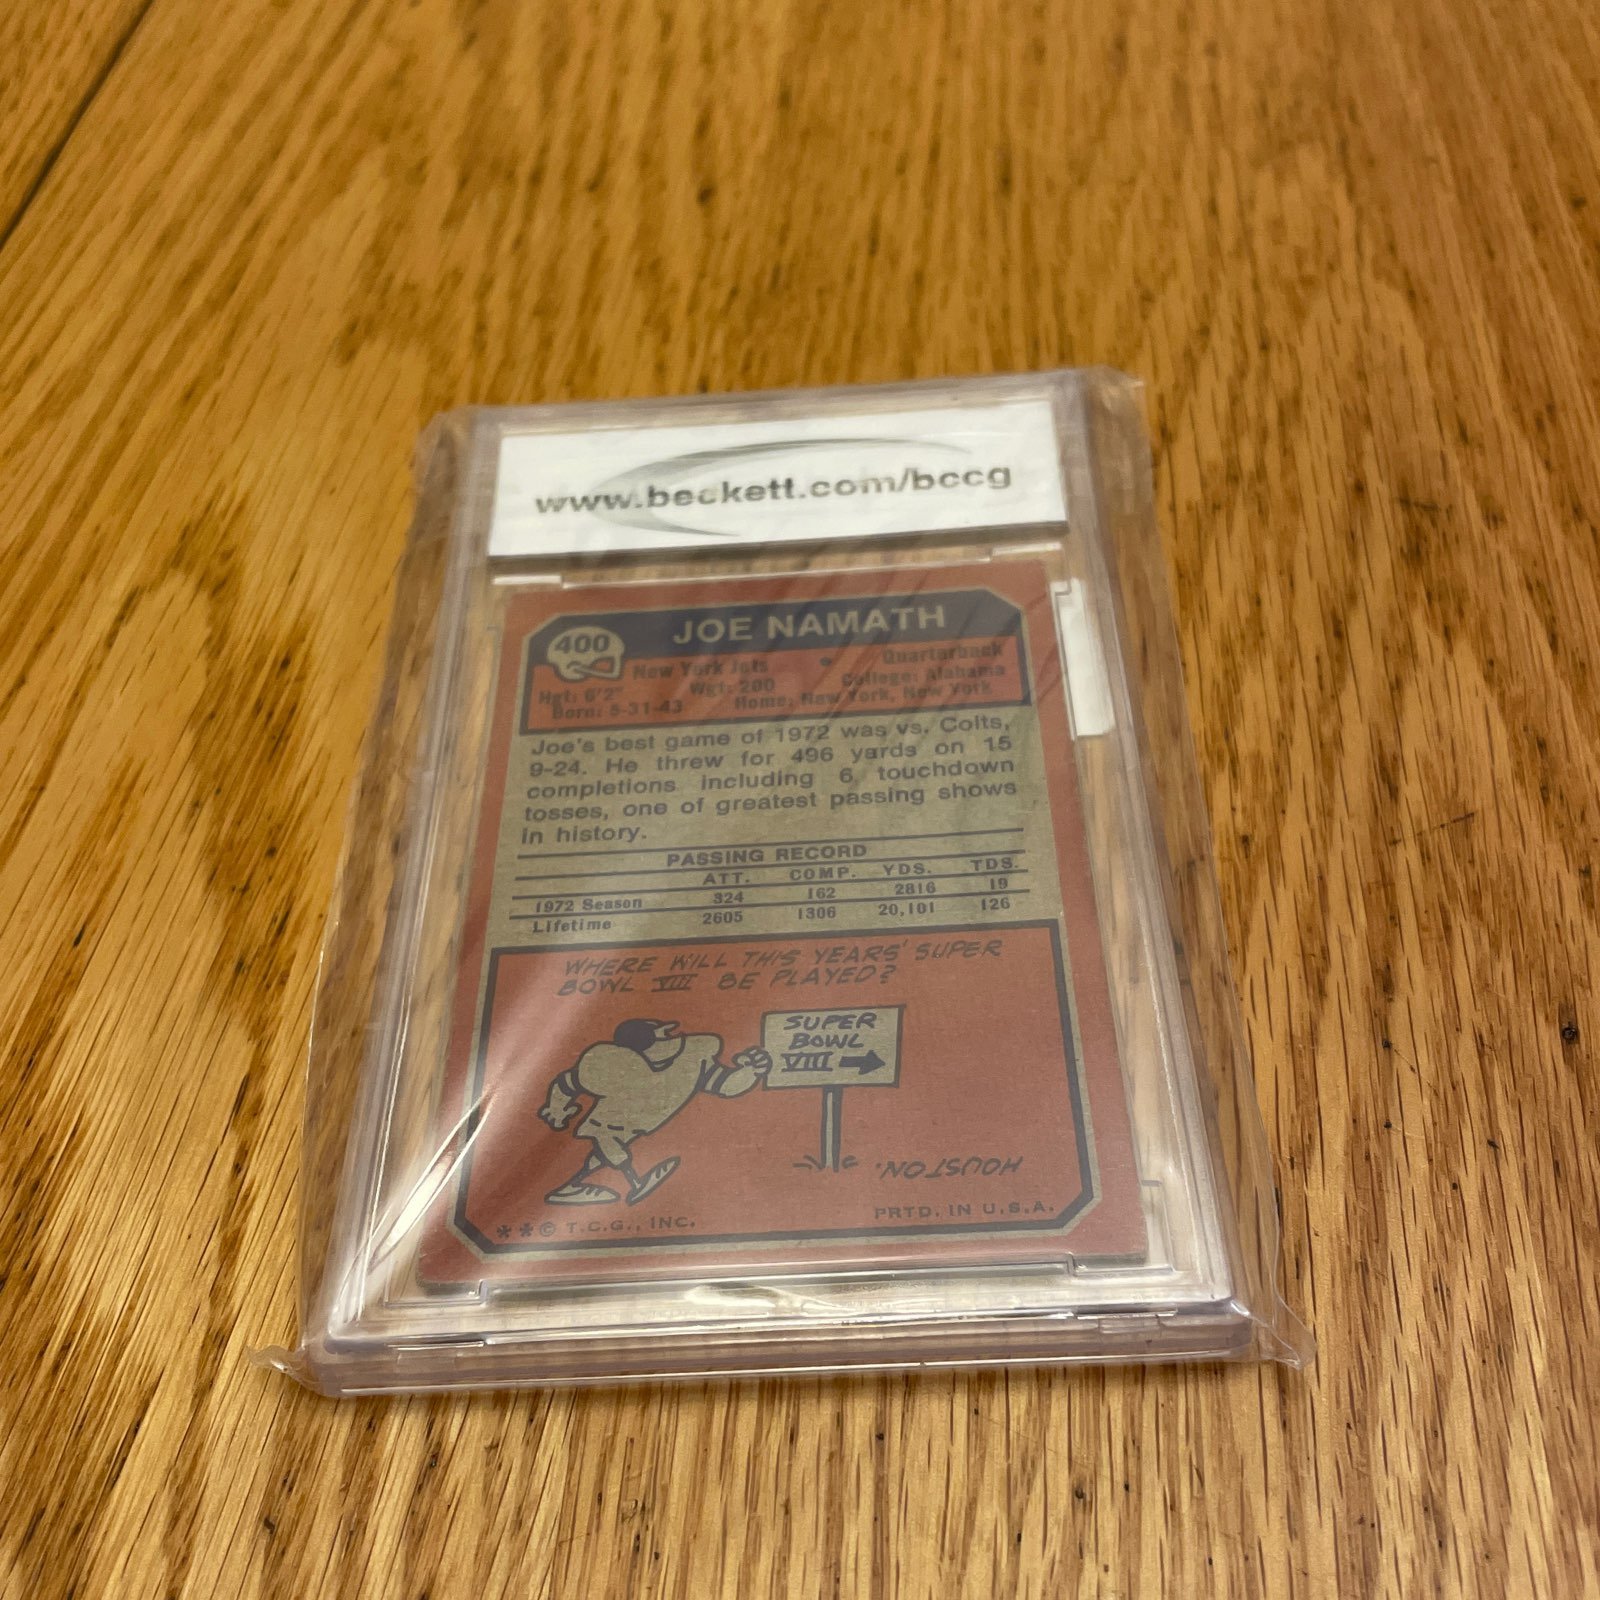 www.beckett.com/bccg
400
JOE NAMATH
New York Jets • Quarterback
Hgt: 6'2" Wgt: 200 College: Alabama
Born: 5-31-43 Home: New York, New York
Joe's best game of 1972 was vs. Colts,
9-24. He threw for 496 yards on 15
completions including 6 touchdown
tosses, one of greatest passing shows
in history.
PASSING RECORD
ATT. COMP. YDS. TDS.
1972 Season 324 162 2816 19
Lifetime 2605 1306 20,101 126
WHERE WILL THIS YEARS' SUPER
BOWL VIII BE PLAYED?
SUPER
BOWL
VIII
HOUSTON.
**© T.C.G., INC. PRTD. IN U.S.A.